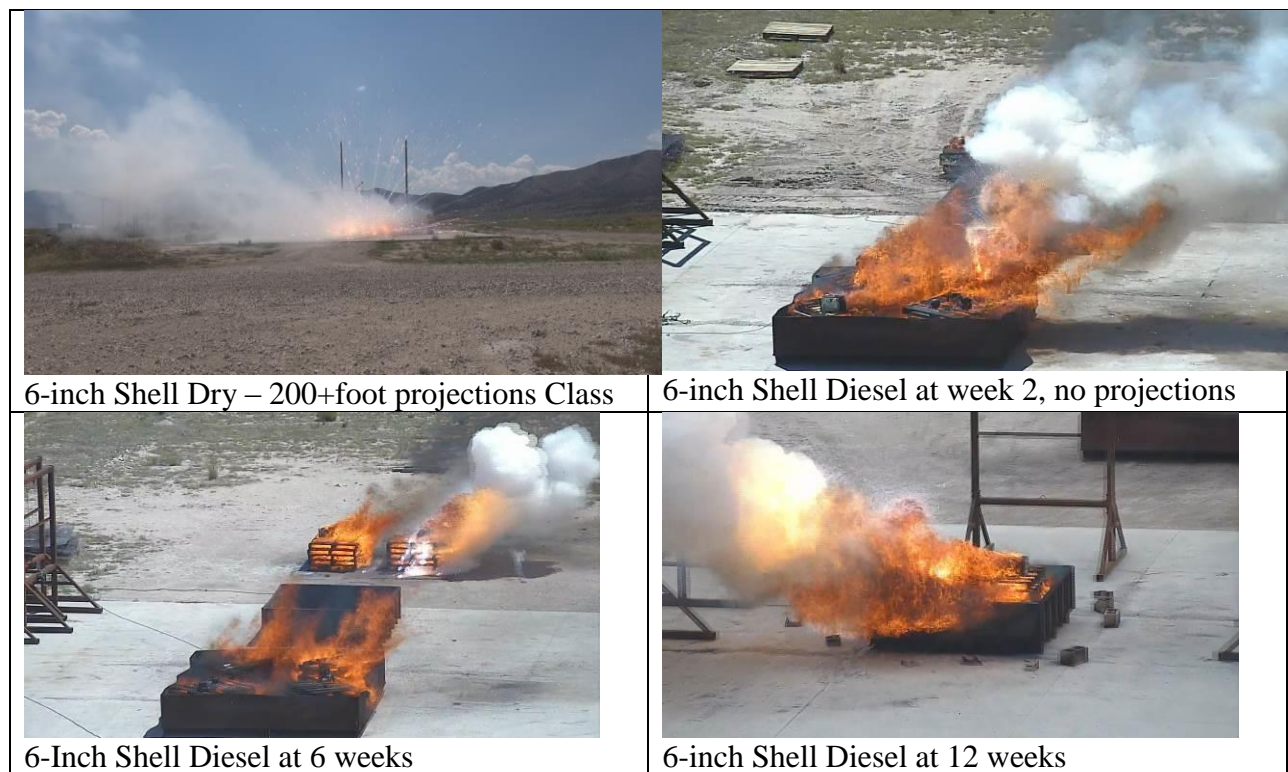 6-inch Shell Dry – 200+foot projections Class
6-inch Shell Diesel at week 2, no projections
6-Inch Shell Diesel at 6 weeks
6-inch Shell Diesel at 12 weeks